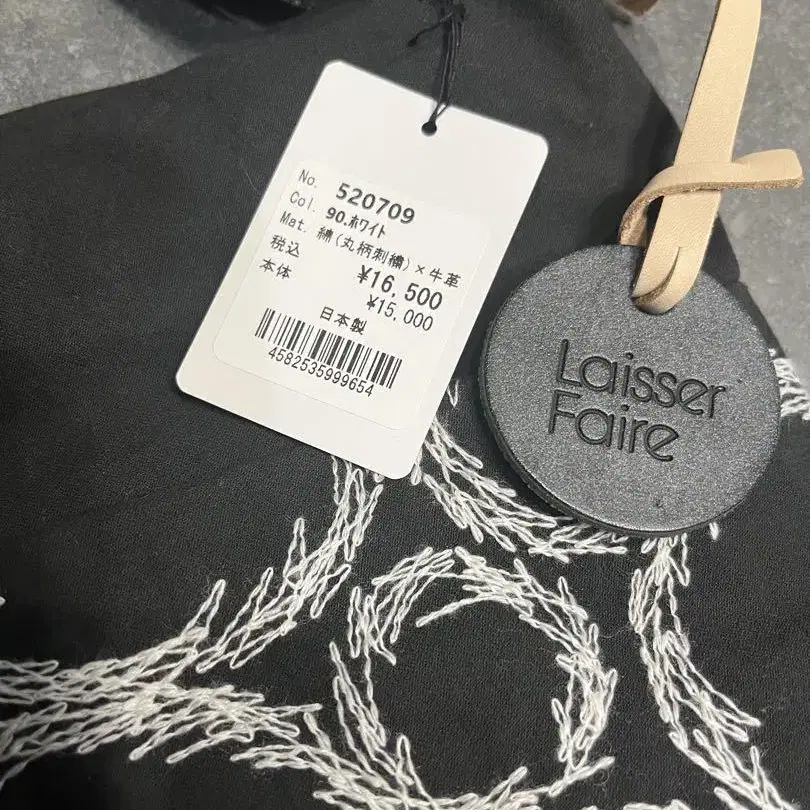 No. 520709
Col. 90.ホワイト
Mat. 綿(丸柄刺繍)×牛革
税込 ¥16,500
本体 ¥15,000
日本製
4582535999654
Laisser
Faire